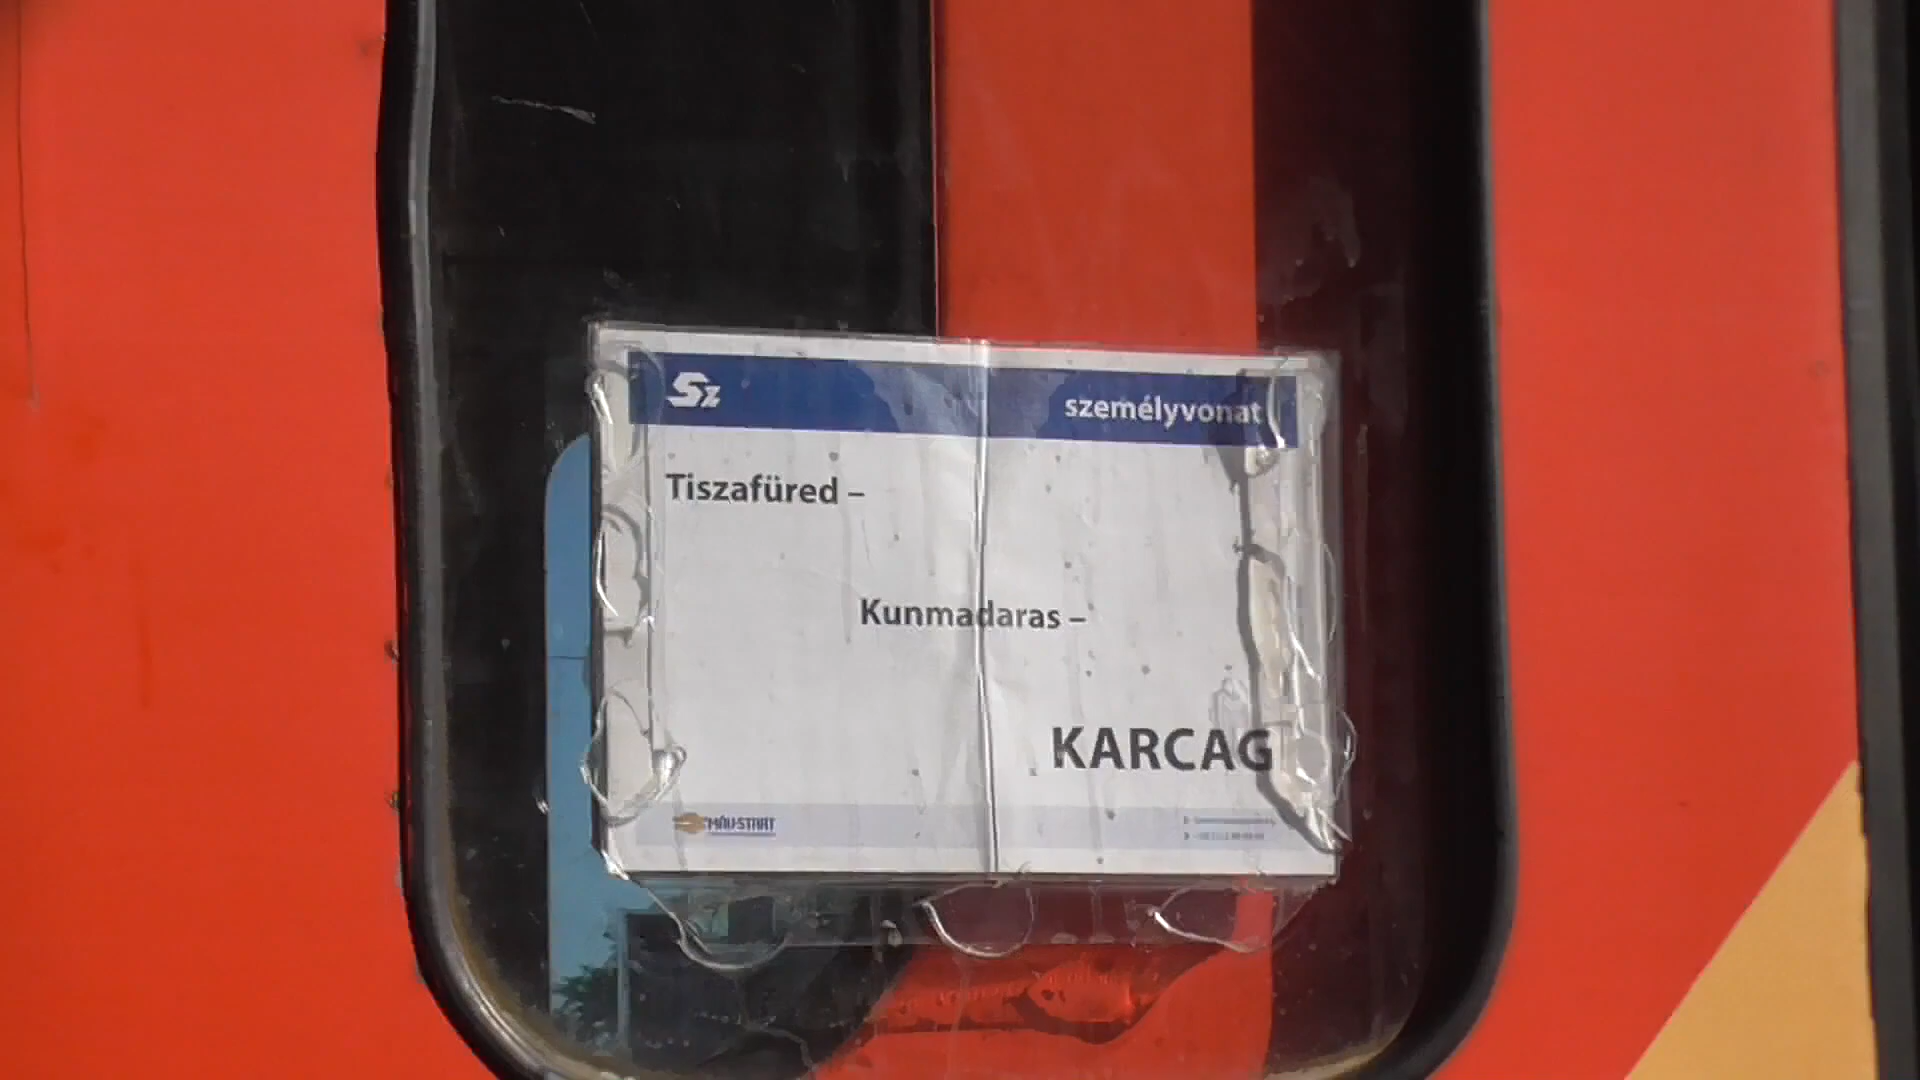 Sz személyvonat
Tiszafüred –
Kunmadaras –
KARCAG
MÁV-START